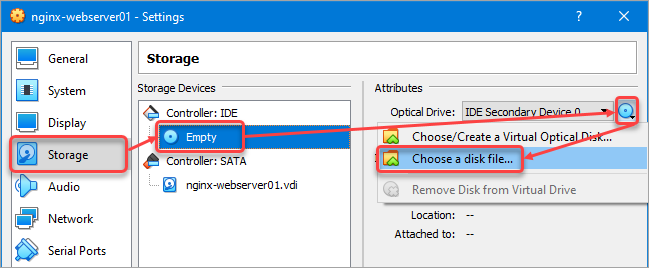 nginx-webserver01 - Settings
General
System
Display
Storage
Audio
Network
Serial Ports
Storage
Storage Devices
Controller: IDE
Empty
Controller: SATA
nginx-webserver01.vdi
Attributes
Optical Drive: IDE Secondary Device 0
Choose/Create a Virtual Optical Disk...
Choose a disk file...
Remove Disk from Virtual Drive
Location: --
Attached to: --